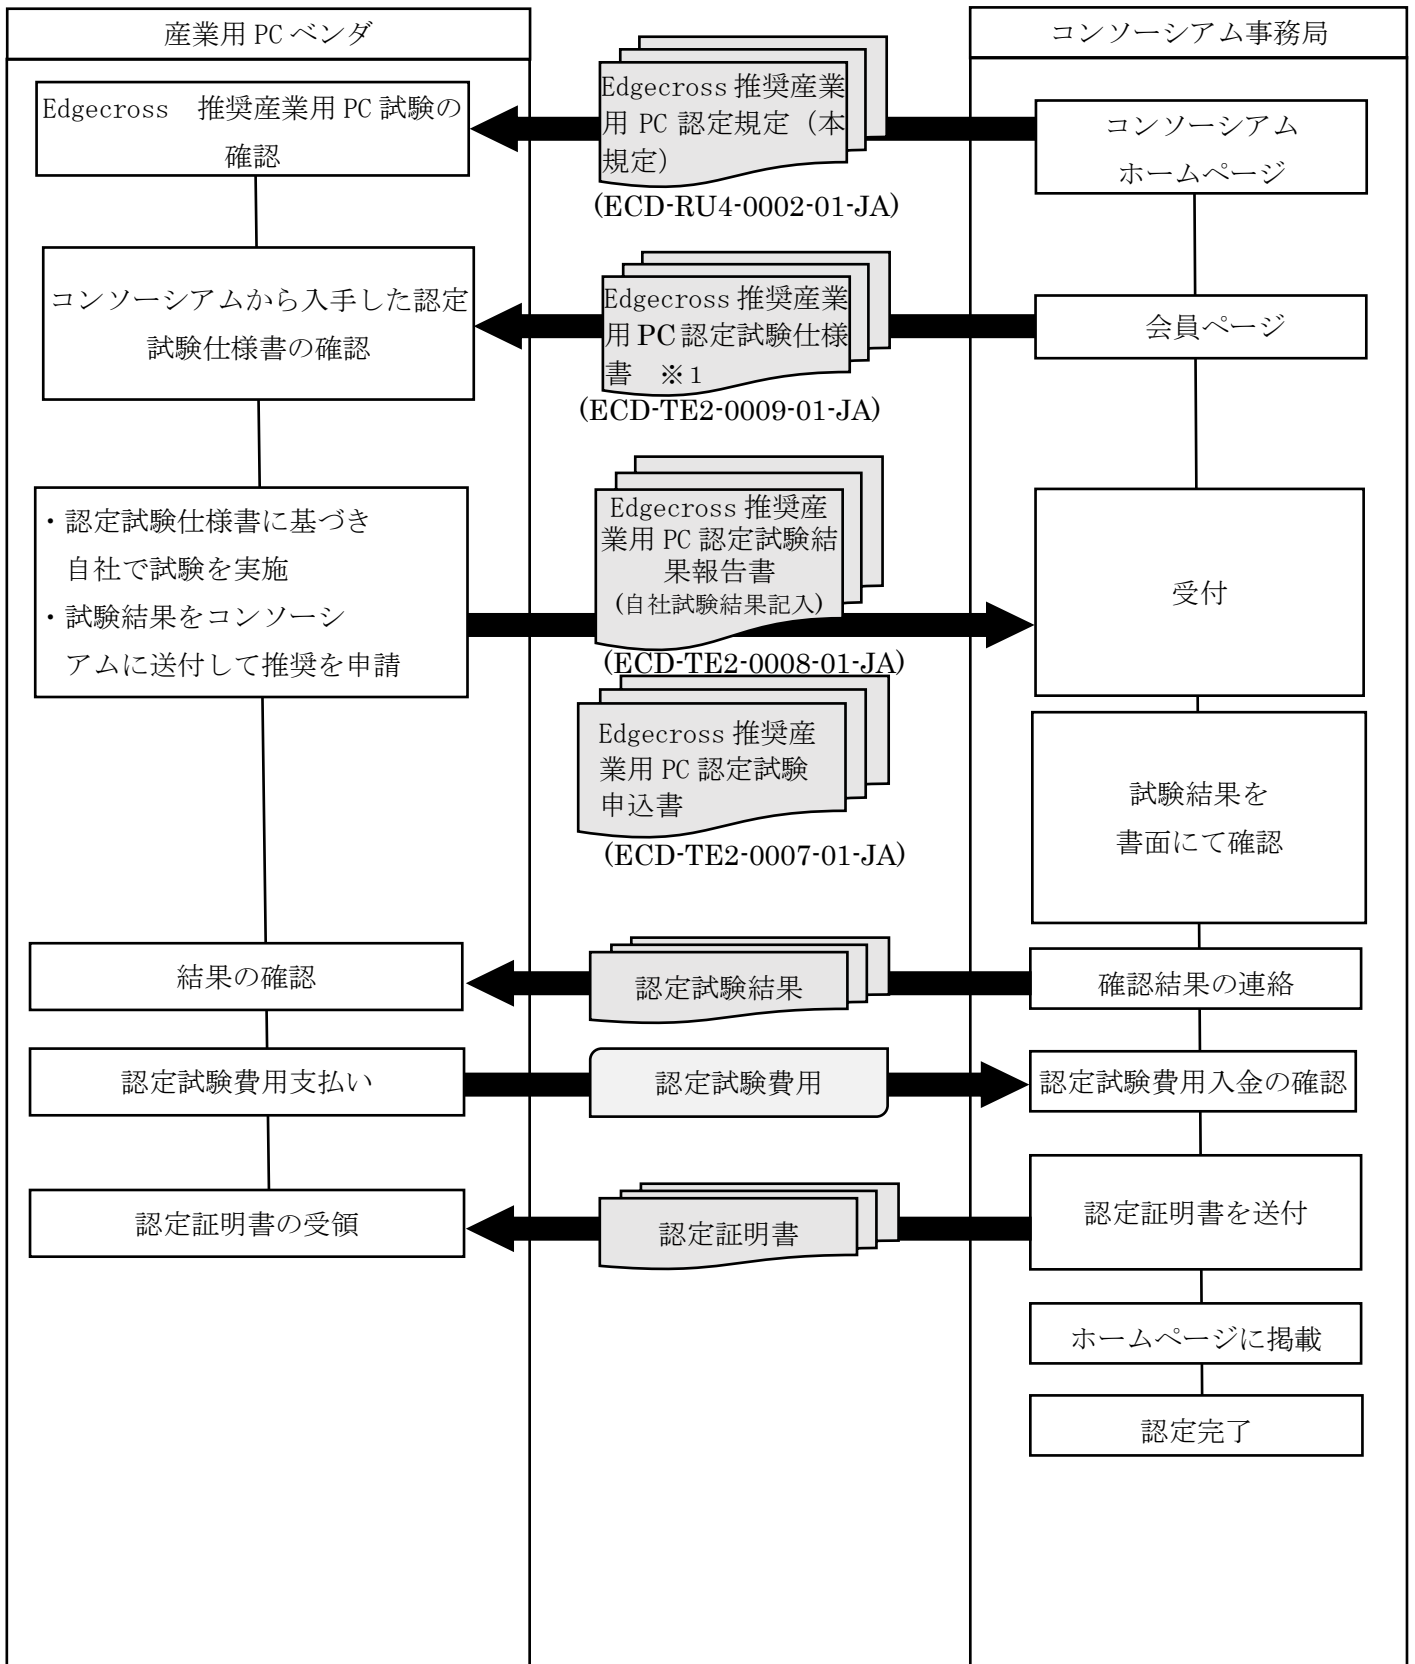 産業用 PC ベンダ
コンソーシアム事務局
Edgecross　推奨産業用 PC 試験の
確認
Edgecross 推奨産業
用 PC 認定規定（本
規定）
(ECD-RU4-0002-01-JA)
コンソーシアム
ホームページ
コンソーシアムから入手した認定
試験仕様書の確認
Edgecross 推奨産業
用 PC 認定試験仕様
書　※1
(ECD-TE2-0009-01-JA)
会員ページ
・認定試験仕様書に基づき
自社で試験を実施
・試験結果をコンソーシ
アムに送付して推奨を申請
Edgecross 推奨産
業用 PC 認定試験結
果報告書
(自社試験結果記入)
(ECD-TE2-0008-01-JA)
受付
Edgecross 推奨産
業用 PC 認定試験
申込書
(ECD-TE2-0007-01-JA)
試験結果を
書面にて確認
結果の確認
認定試験結果
確認結果の連絡
認定試験費用支払い
認定試験費用
認定試験費用入金の確認
認定証明書の受領
認定証明書
認定証明書を送付
ホームページに掲載
認定完了